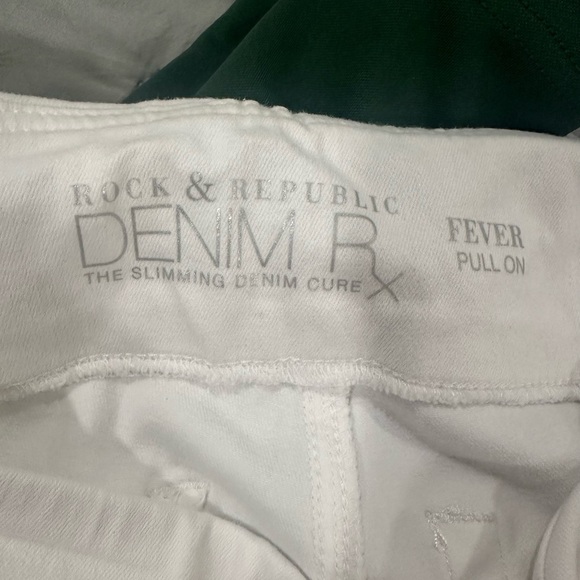 ROCK & REPUBLIC
DENIM Rx
THE SLIMMING DENIM CURE
FEVER
PULL ON